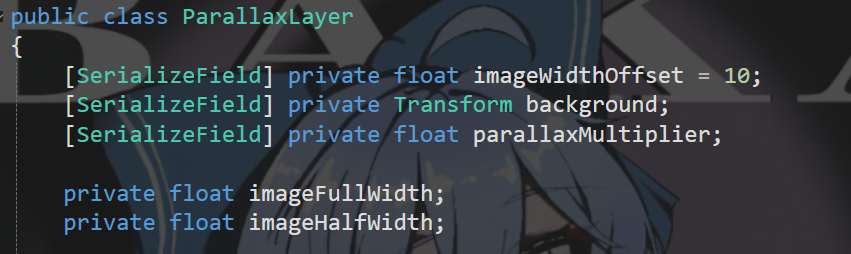 public class ParallaxLayer
{
[SerializeField] private float imageWidthOffset = 10;
[SerializeField] private Transform background;
[SerializeField] private float parallaxMultiplier;
private float imageFullWidth;
private float imageHalfWidth;